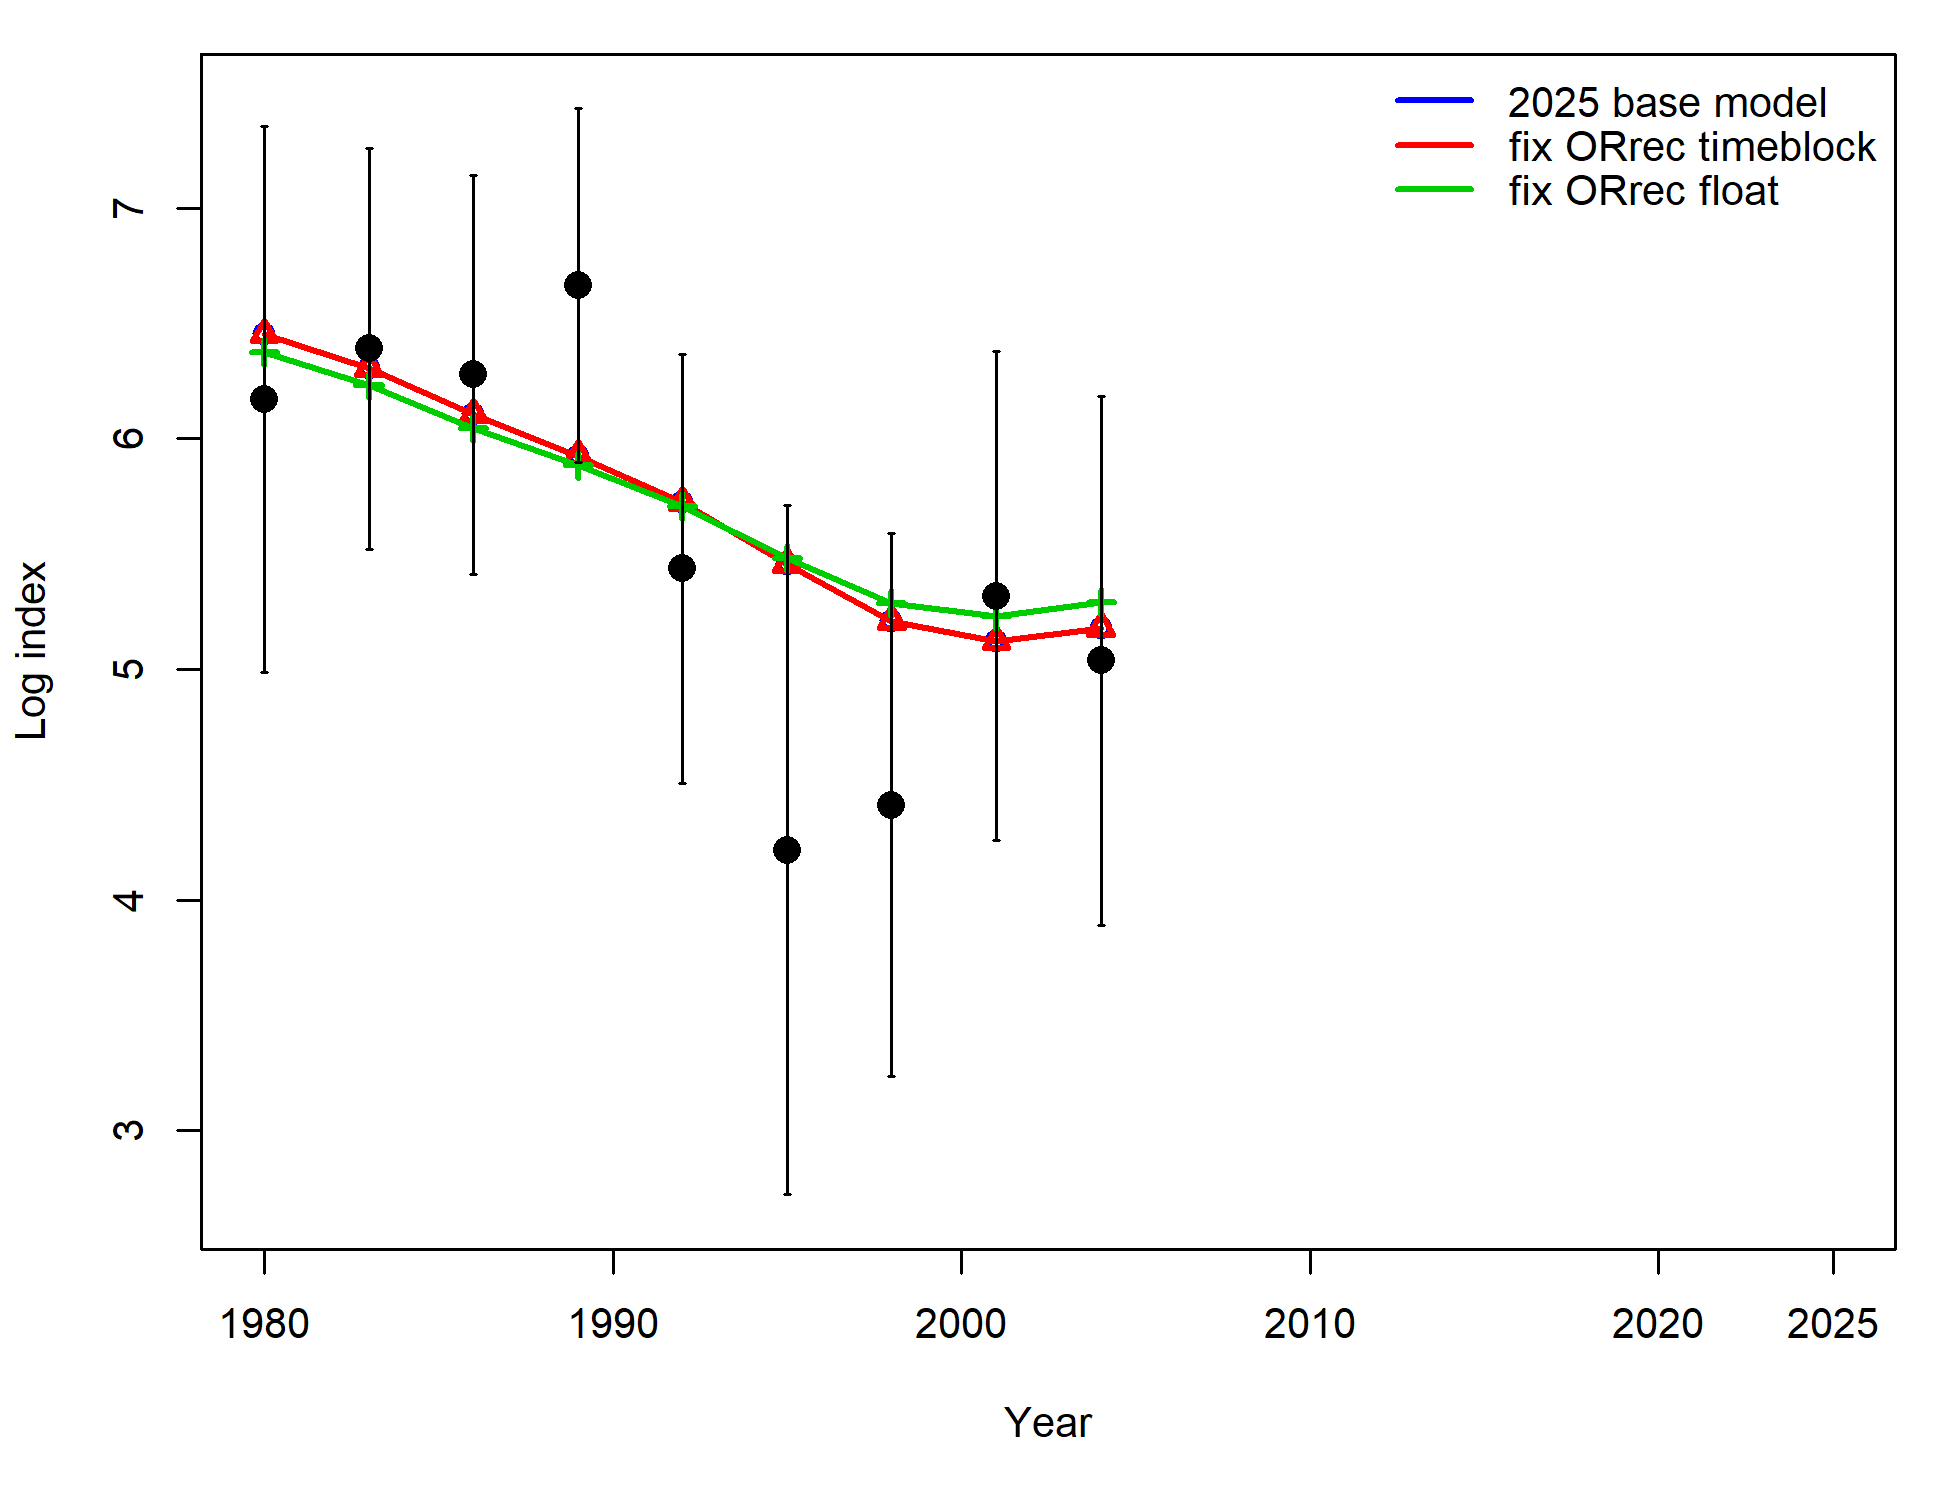 2025 base model
fix ORrec timeblock
fix ORrec float
7
6
5
4
3
Log index
1980 1990 2000 2010 2020 2025
Year